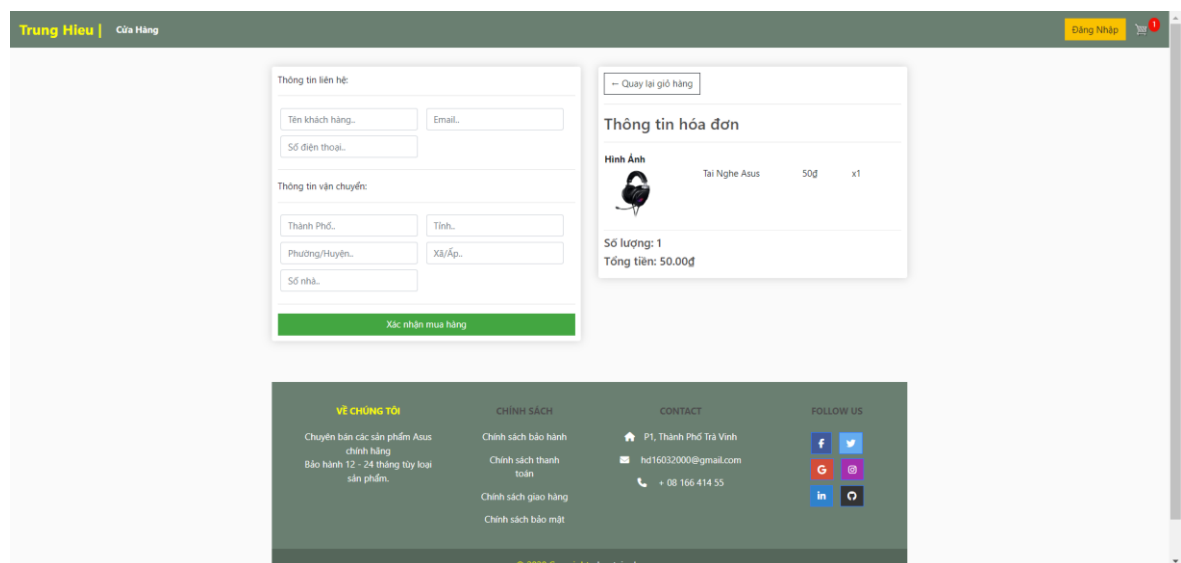 Trung Hieu |
Cửa Hàng
Đăng Nhập
1
Thông tin liên hệ:
Tên khách hàng..
Email..
Số điện thoại..
Thông tin vận chuyển:
Thành Phố..
Tỉnh..
Phường/Huyện..
Xã/Ấp..
Số nhà..
Xác nhận mua hàng
← Quay lại giỏ hàng
Thông tin hóa đơn
Hình Ảnh
Tai Nghe Asus
50₫
x1
Số lượng: 1
Tổng tiền: 50.00₫
VỀ CHÚNG TÔI
Chuyên bán các sản phẩm Asus
chính hãng
Bảo hành 12 - 24 tháng tùy loại
sản phẩm.
CHÍNH SÁCH
Chính sách bảo hành
Chính sách thanh
toán
Chính sách giao hàng
Chính sách bảo mật
CONTACT
P1, Thành Phố Trà Vinh
hd16032000@gmail.com
+ 08 166 414 55
FOLLOW US